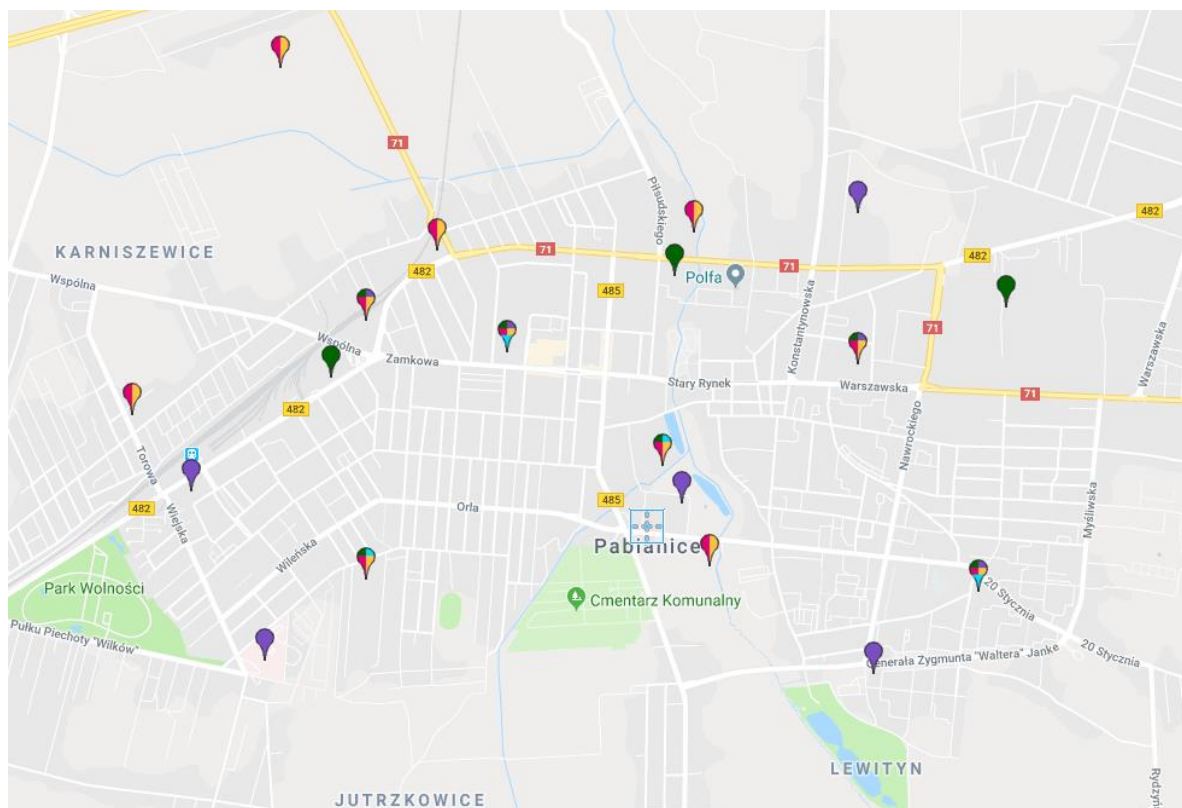 71
Piłsudskiego
482
KARNISZEWICE
71
482
Polfa
71
482
Wspólna
485
Konstantynowska
71
Wspólna
Zamkowa
Stary Rynek
Warszawska
Warszawska
71
482
Torowa
Nawrockiego
482
Wiejska
Orla
485
Myśliwska
Pabianice
Wileńska
Park Wolności
Cmentarz Komunalny
20 Stycznia
Pułku Piechoty "Wilków"
20 Stycznia
Generała Zygmunta "Waltera" Janke
LEWITYN
JUTRZKOWICE